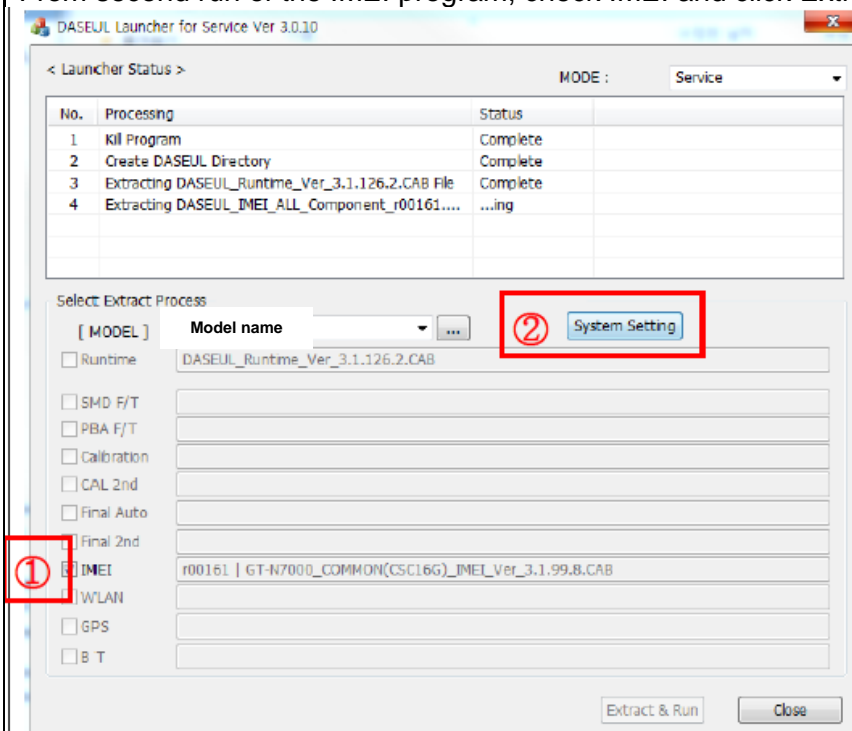 DASEUL Launcher for Service Ver 3.0.10
x
< Launcher Status >
MODE : Service
No. Processing Status
1 Kill Program Complete
2 Create DASEUL Directory Complete
3 Extracting DASEUL_Runtime_Ver_3.1.126.2.CAB File Complete
4 Extracting DASEUL_IMEI_ALL_Component_r00161.... ...ing
Select Extract Process
[ MODEL ] Model name ... ② System Setting
Runtime DASEUL_Runtime_Ver_3.1.126.2.CAB
SMD F/T
PBA F/T
Calibration
CAL 2nd
Final Auto
Final 2nd
① IMEI r00161 | GT-N7000_COMMON(CSC16G)_IMEI_Ver_3.1.99.8.CAB
WLAN
GPS
B T
Extract & Run Close